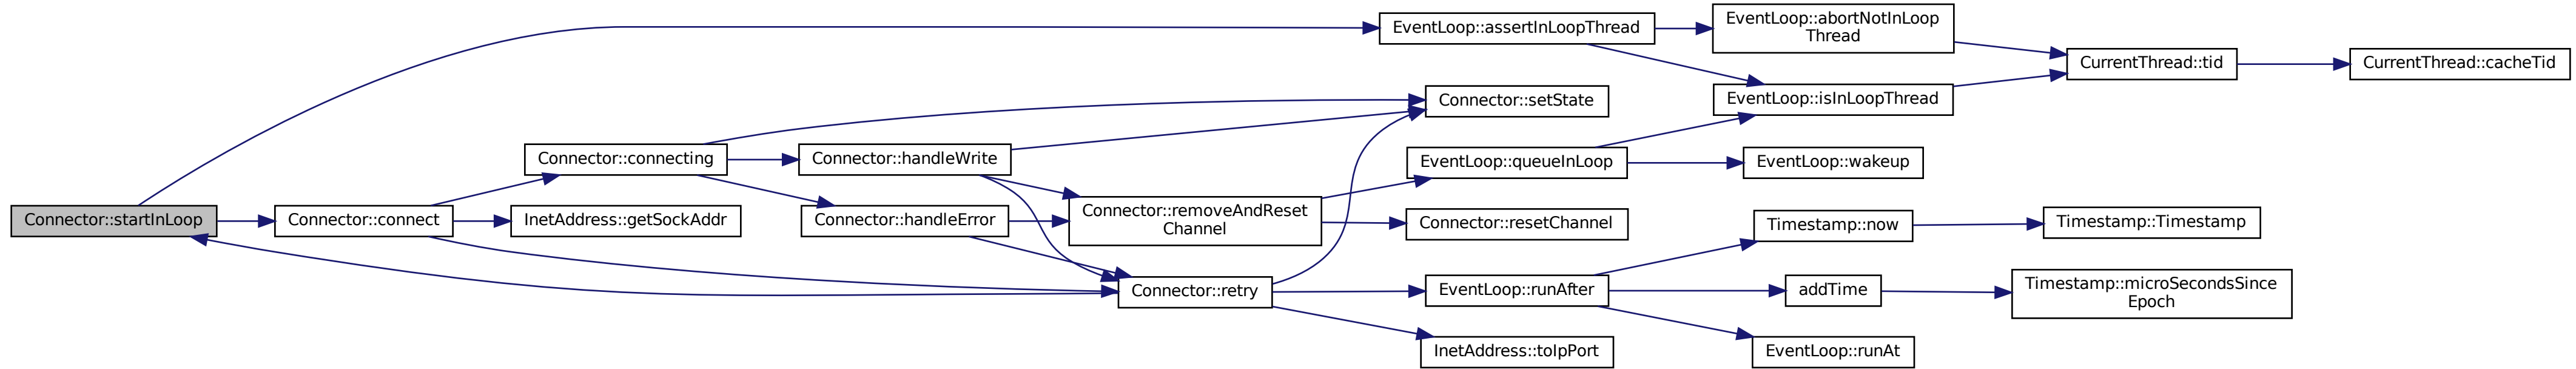 Connector::startInLoop
Connector::connect
Connector::connecting
InetAddress::getSockAddr
Connector::handleWrite
Connector::handleError
Connector::removeAndReset
Channel
Connector::retry
EventLoop::assertInLoopThread
Connector::setState
EventLoop::queueInLoop
Connector::resetChannel
EventLoop::runAfter
InetAddress::toIpPort
EventLoop::abortNotInLoop
Thread
EventLoop::isInLoopThread
EventLoop::wakeup
Timestamp::now
addTime
EventLoop::runAt
CurrentThread::tid
Timestamp::Timestamp
Timestamp::microSecondsSince
Epoch
CurrentThread::cacheTid